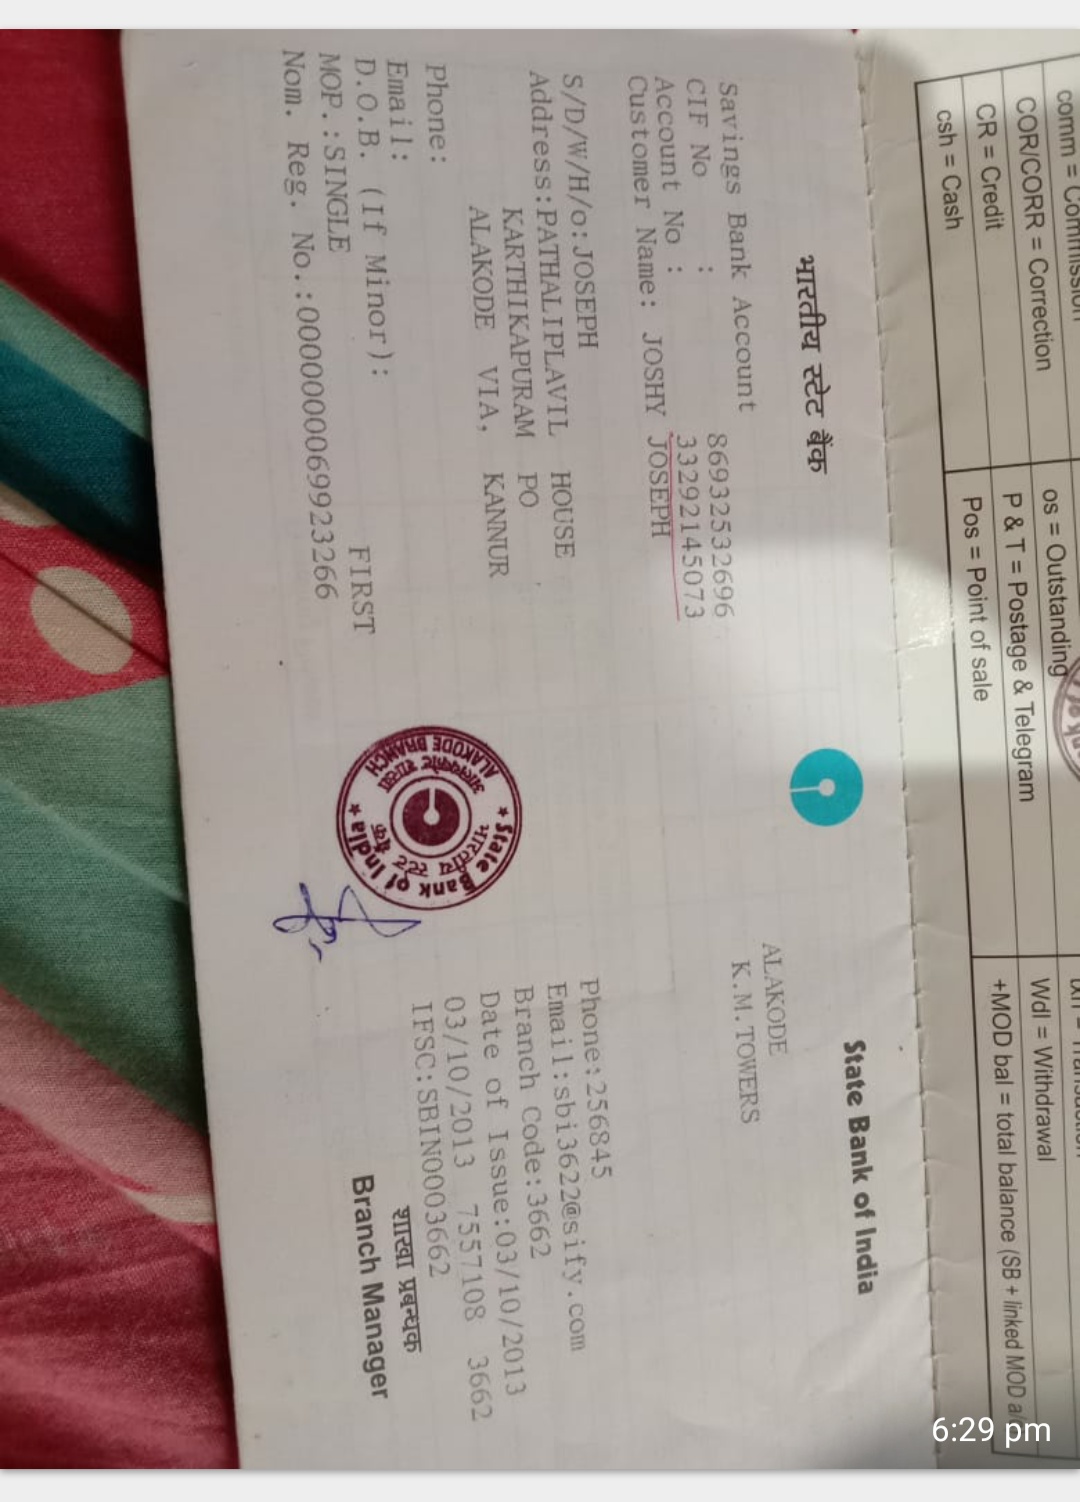 comm = Commission
COR/CORR = Correction
CR = Credit
csh = Cash
os = Outstanding
P & T = Postage & Telegram
Pos = Point of sale
Wdl = Withdrawal
+MOD bal = total balance (SB + linked MOD a/
भारतीय स्टेट बैंक
State Bank of India
ALAKODE
K.M.TOWERS
Savings Bank Account
CIF No : 86932532696
Account No : 33292145073
Customer Name: JOSHY JOSEPH
S/D/W/H/o:JOSEPH
Address:PATHALIPLAVIL HOUSE
KARTHIKAPURAM PO
ALAKODE VIA, KANNUR
Phone:
Email:
D.O.B. (If Minor):
MOP.:SINGLE FIRST
Nom. Reg. No.:000000069923266
Phone:256845
Email:sbi3622@sify.com
Branch Code:3662
Date of Issue:03/10/2013
03/10/2013 7557108 3662
IFSC:SBIN0003662
शाखा प्रबन्धक
Branch Manager
State Bank of India
भारतीय स्टेट बैंक
ALAKODE BRANCH
6:29 pm